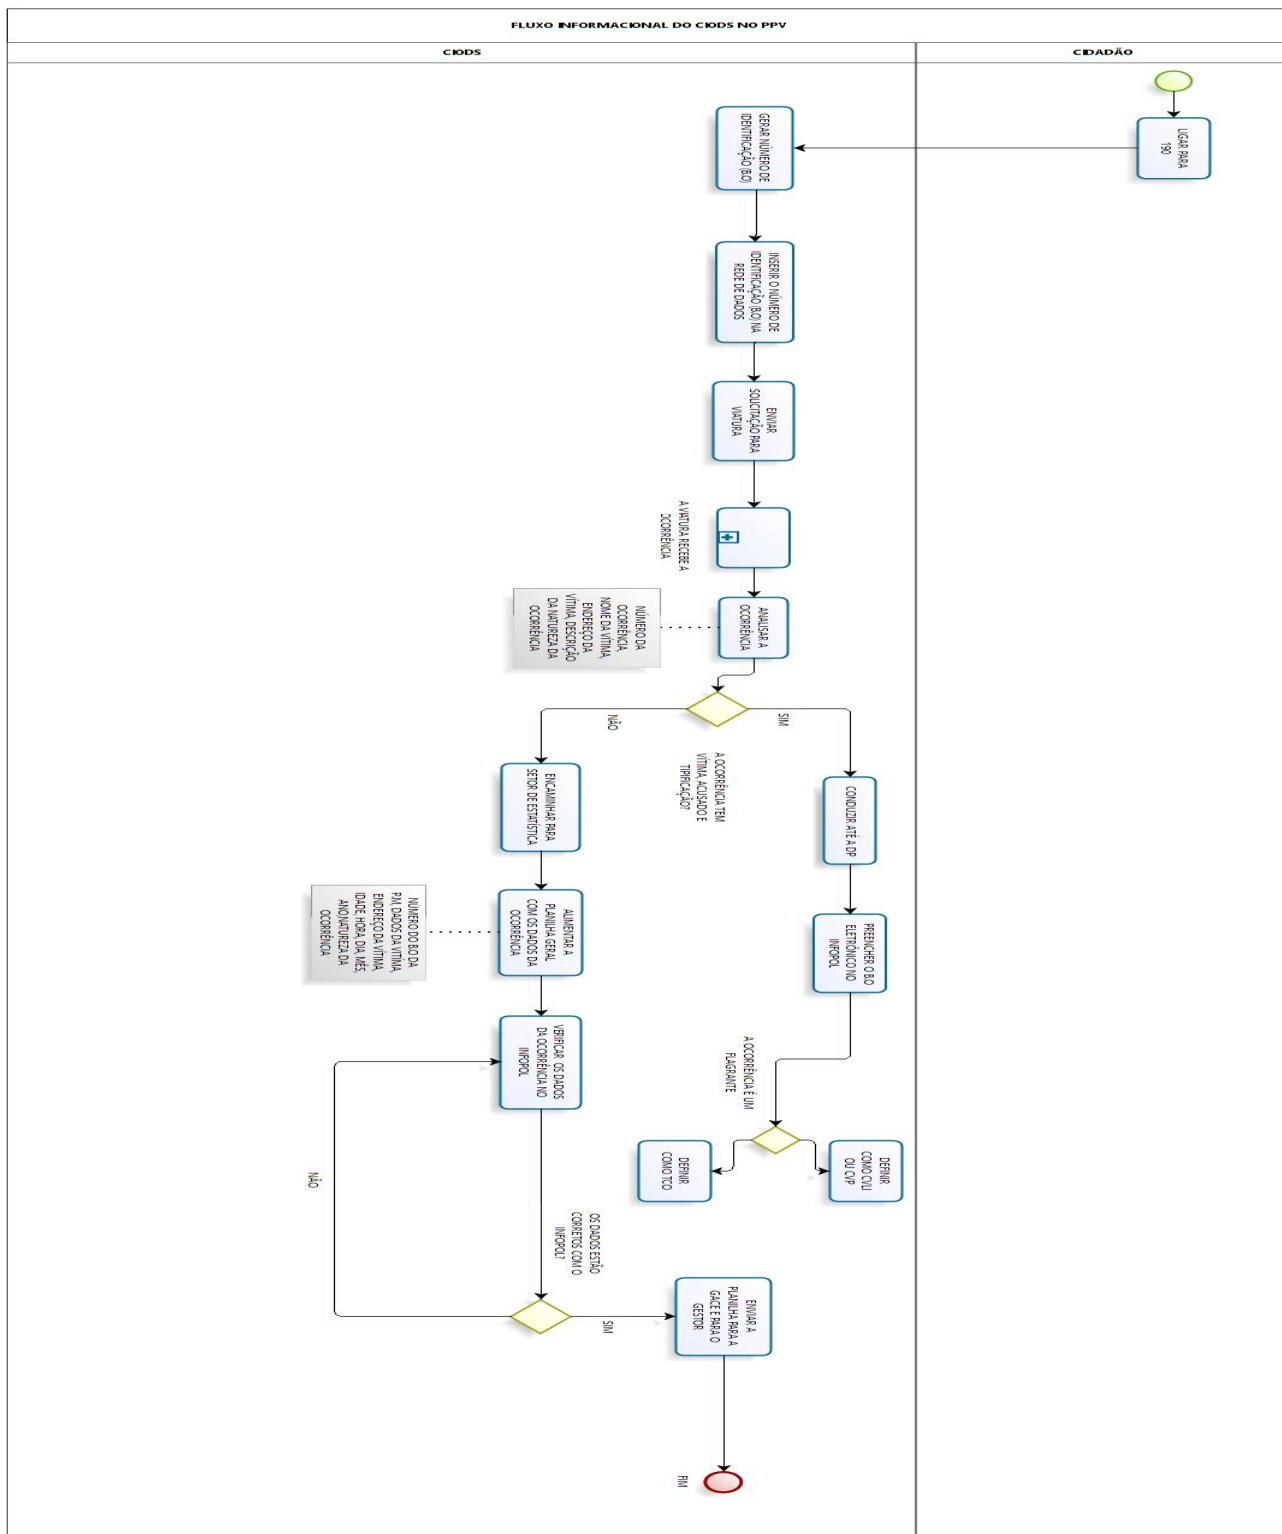 FLUXO INFORMACIONAL DO CIODS NO PPV
CIODS
CIDADÃO
LIGAR PARA
190
GERAR NÚMERO DE
IDENTIFICAÇÃO (B.O)
INSERIR O NÚMERO DE
IDENTIFICAÇÃO (B.O) NA
REDE DE DADOS
ENVIAR
SOLICITAÇÃO PARA
VIATURA
A VIATURA RECEBE A
OCORRÊNCIA
ANALISAR A
OCORRÊNCIA
NÚMERO DA
OCORRÊNCIA,
NOME DA VÍTIMA,
ENDEREÇO DA
VÍTIMA, DESCRIÇÃO
DA NATUREZA DA
OCORRÊNCIA
A OCORRÊNCIA TEM
VÍTIMA, ACUSADO E
TIPIFICAÇÃO?
SIM
NÃO
CONDUZIR ATÉ A DP
PREENCHER O B.O
ELETRÔNICO NO
INFOPOL
A OCORRÊNCIA É UM
FLAGRANTE
DEFINIR
COMO CVLI
OU CVP
DEFINIR
COMO TCO
ENCAMINHAR PARA
SETOR DE ESTATÍSTICA
ALIMENTAR A
PLANILHA GERAL
COM OS DADOS DA
OCORRÊNCIA
NÚMERO DO B.O DA
P.M, DADOS DA VITÍMA,
ENDEREÇO DA VÍTIMA,
IDADE, HORA, DIA, MÊS,
ANO,NATUREZA DA
OCORRÊNCIA
VERIFICAR OS DADOS
DA OCORRÊNCIA NO
INFOPOL
OS DADOS ESTÃO
CORRETOS COM O
INFOPOL?
NÃO
SIM
ENVIAR A
PLANILHA PARA A
GACE E PARA O
GESTOR
FIM